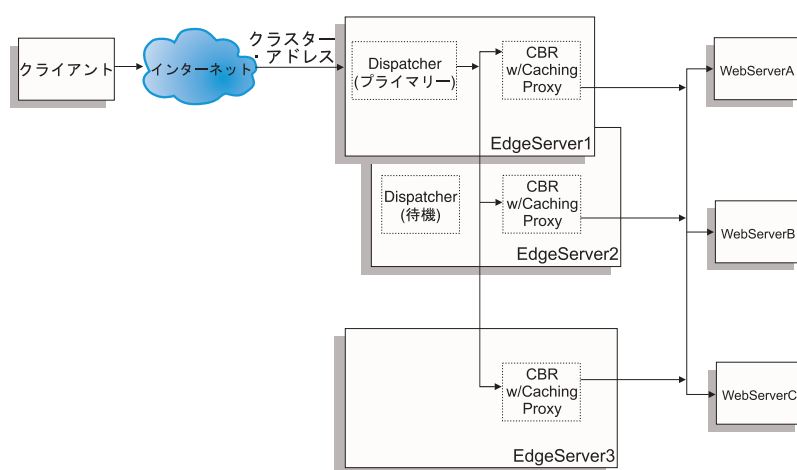 クライアント
インターネット
クラスター
・アドレス
Dispatcher
(プライマリー)
CBR
w/Caching
Proxy
EdgeServer1
Dispatcher
(待機)
CBR
w/Caching
Proxy
EdgeServer2
CBR
w/Caching
Proxy
EdgeServer3
WebServerA
WebServerB
WebServerC